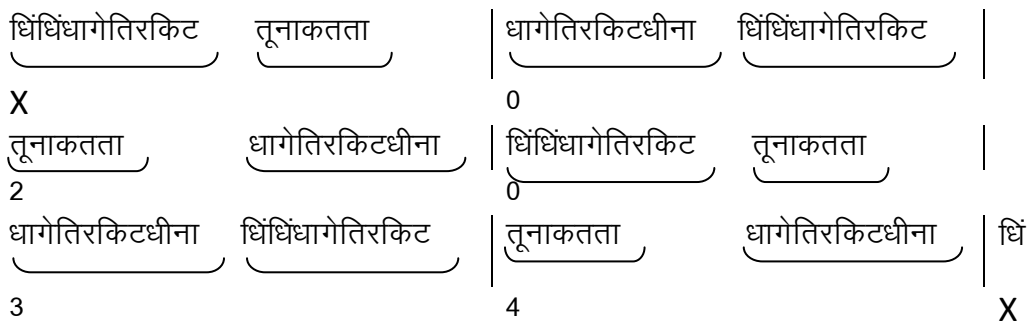 धिंधिंधागेतिरकिट तूनाकतता | धागेतिरकिटधीना धिंधिंधागेतिरकिट |
X 0
तूनाकतता धागेतिरकिटधीना | धिंधिंधागेतिरकिट तूनाकतता |
2 0
धागेतिरकिटधीना धिंधिंधागेतिरकिट | तूनाकतता धागेतिरकिटधीना | धिं
3 4 X